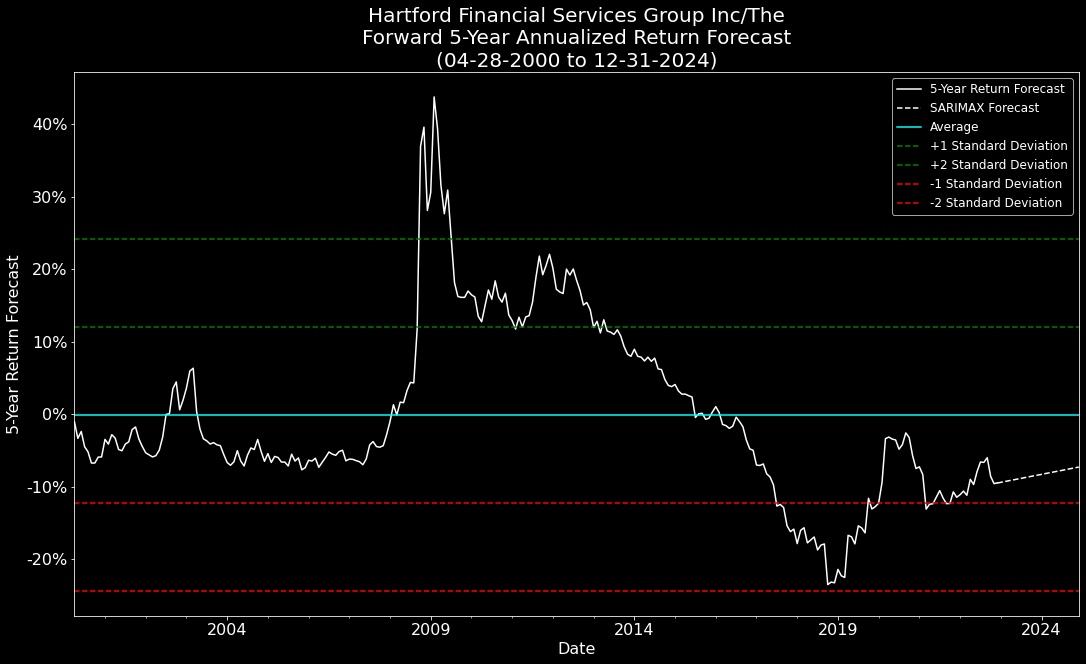 Hartford Financial Services Group Inc/The
Forward 5-Year Annualized Return Forecast
(04-28-2000 to 12-31-2024)
5-Year Return Forecast
SARIMAX Forecast
Average
+1 Standard Deviation
+2 Standard Deviation
-1 Standard Deviation
-2 Standard Deviation
5-Year Return Forecast
40%
30%
20%
10%
0%
-10%
-20%
2004
2009
2014
2019
2024
Date